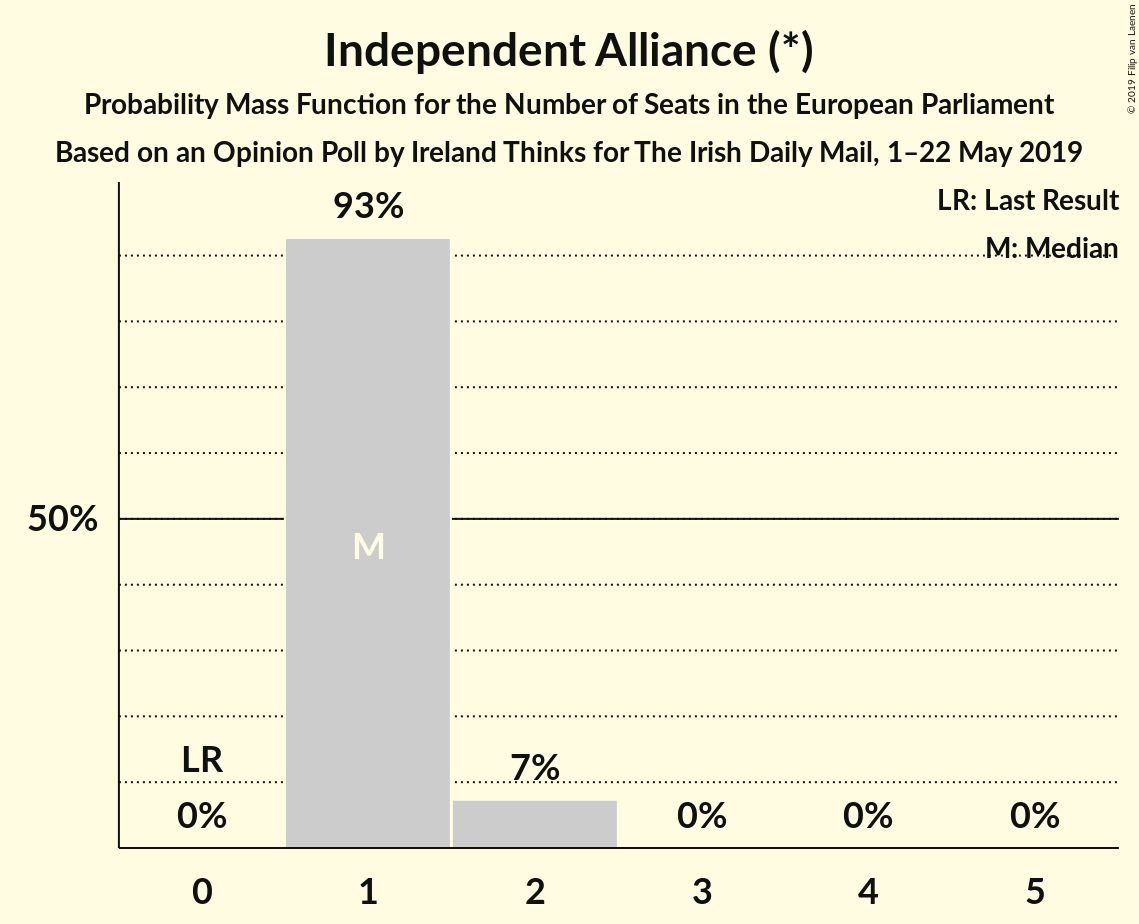 Independent Alliance (*)
Probability Mass Function for the Number of Seats in the European Parliament
Based on an Opinion Poll by Ireland Thinks for The Irish Daily Mail, 1–22 May 2019
© 2019 Filip van Laenen
LR: Last Result
M: Median
93%
50%
M
LR
7%
0%
0%
0%
0%
0 1 2 3 4 5